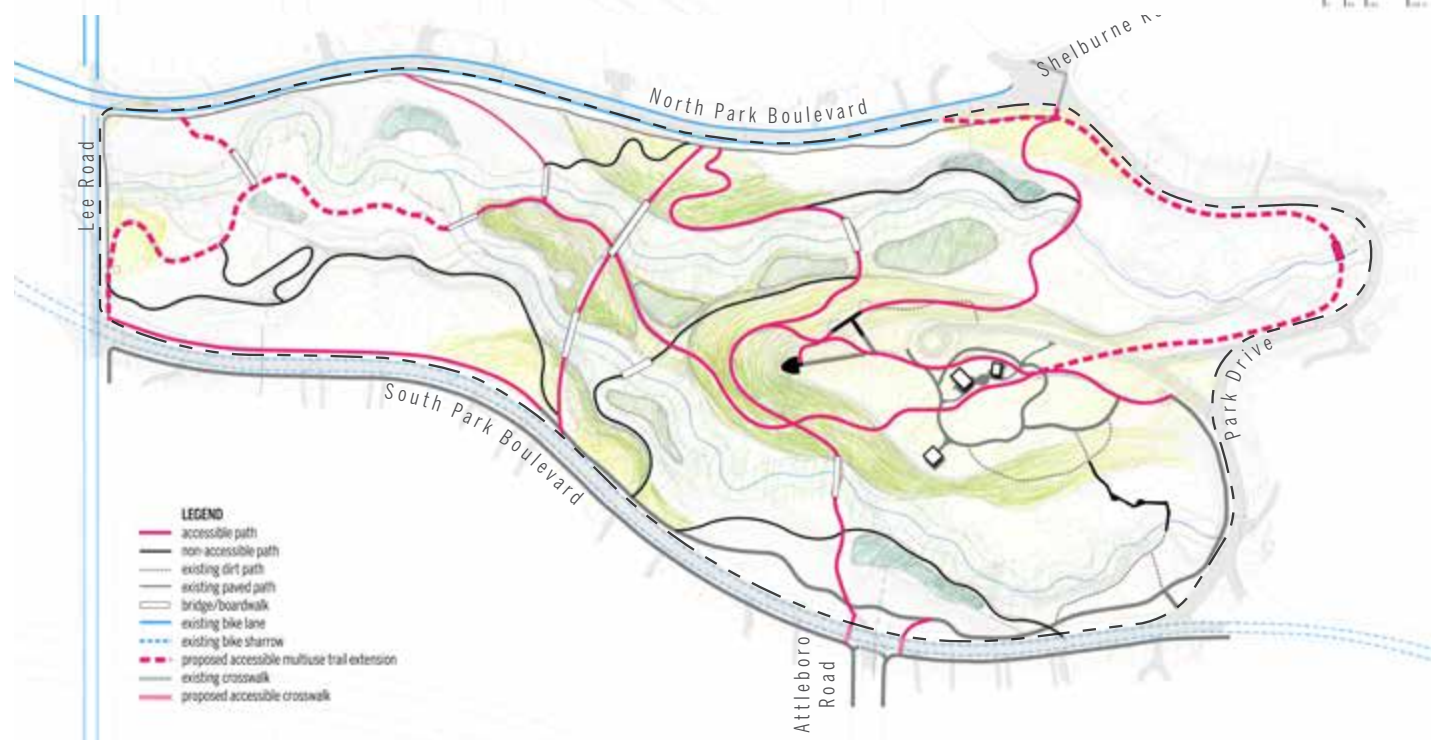 Shelburne
North Park Boulevard
Lee Road
South Park Boulevard
Park Drive
Attleboro
Road
LEGEND
accessible path
non-accessible path
existing dirt path
existing paved path
bridge/boardwalk
existing bike lane
existing bike sharrow
proposed accessible multiuse trail extension
existing crosswalk
proposed accessible crosswalk